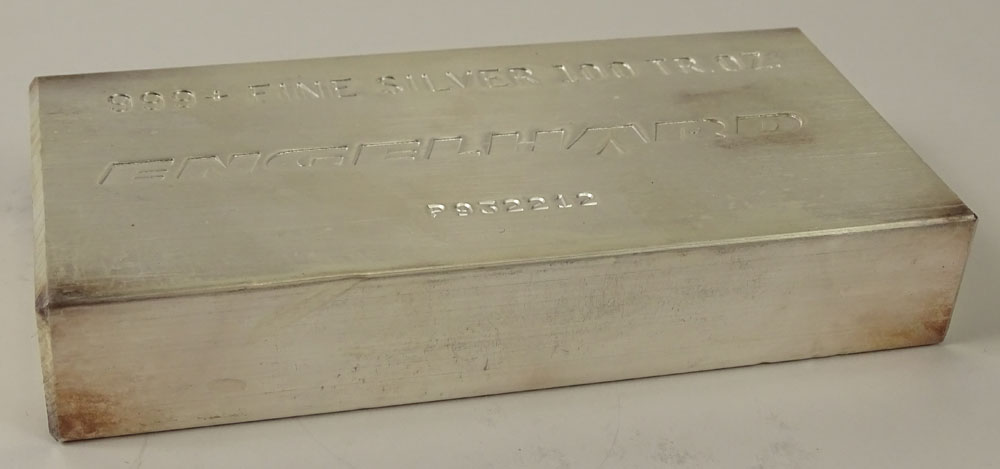 999+ FINE SILVER 100 TR.OZ.
ENGELHARD
P932212